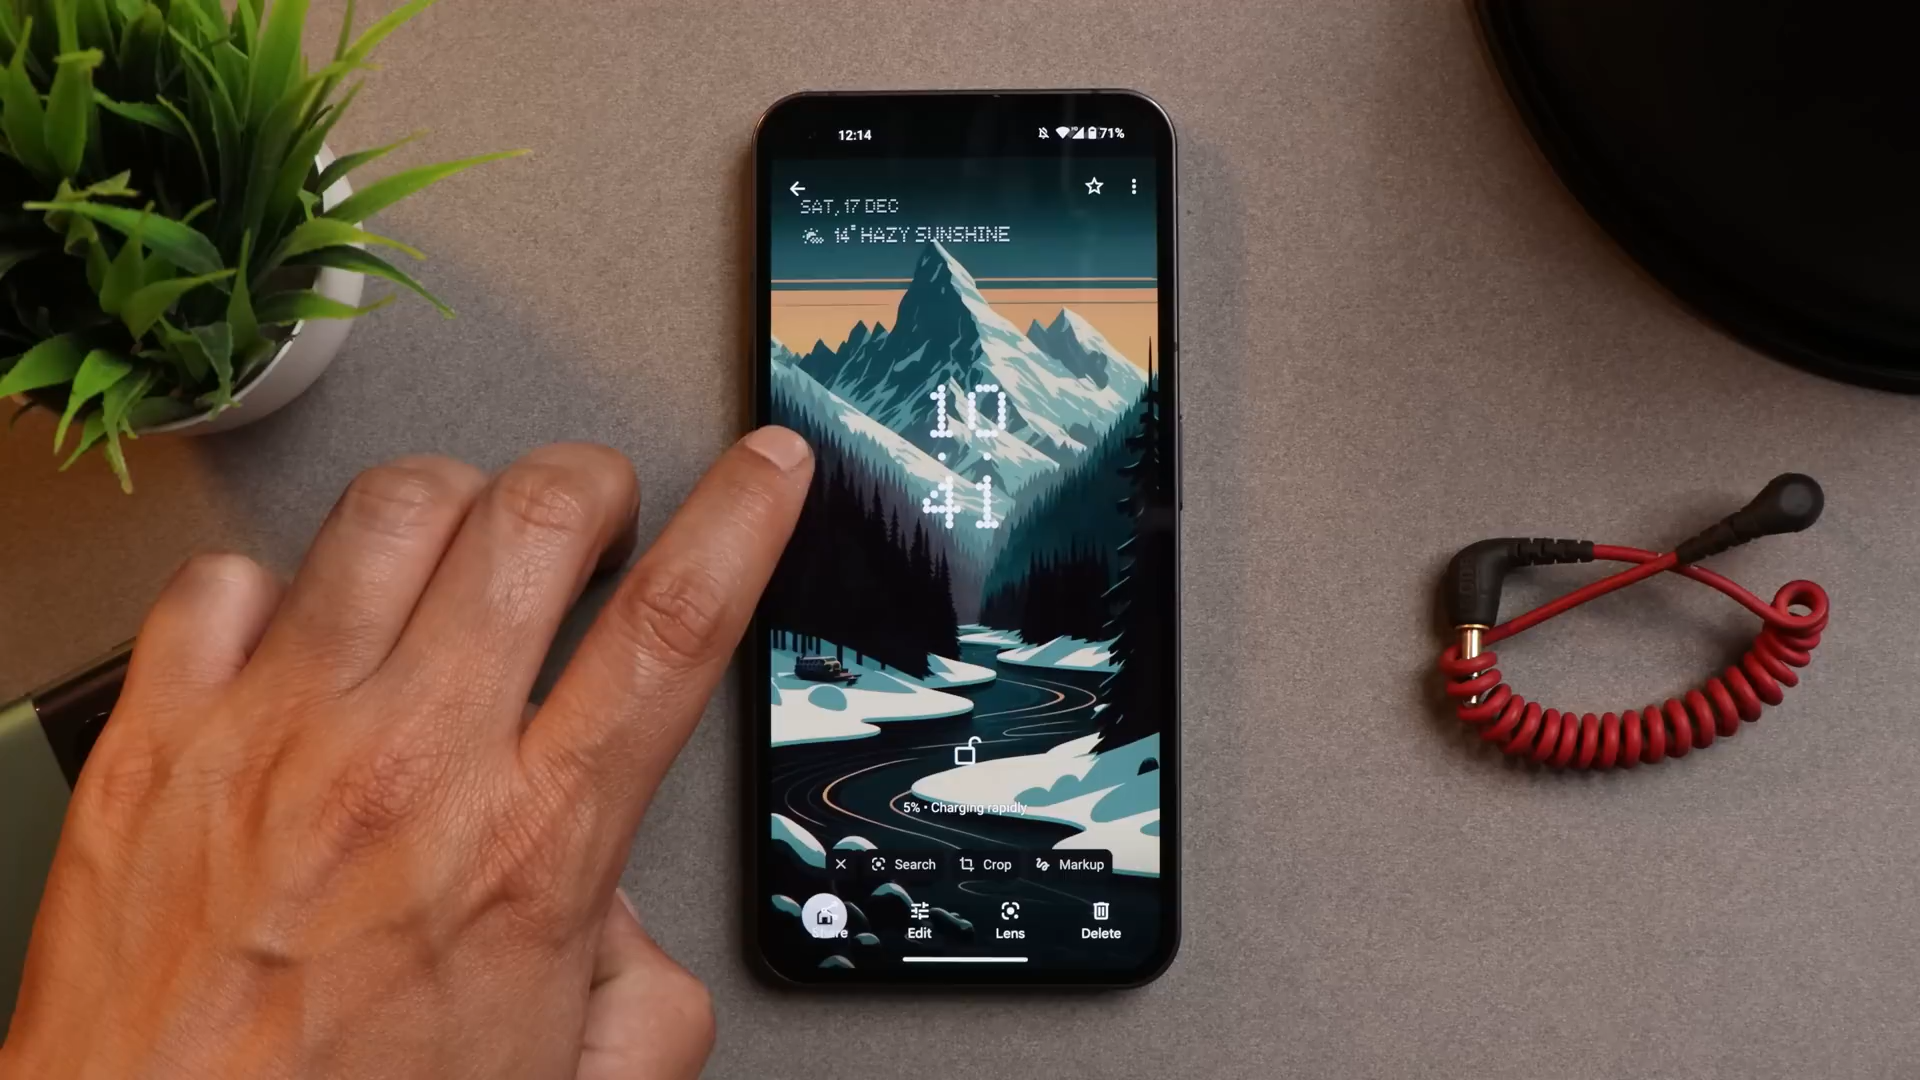 12:14
71%
SAT, 17 DEC
14° HAZY SUNSHINE
10
:
41
5% • Charging rapidly
Search Crop Markup
Share Edit Lens Delete